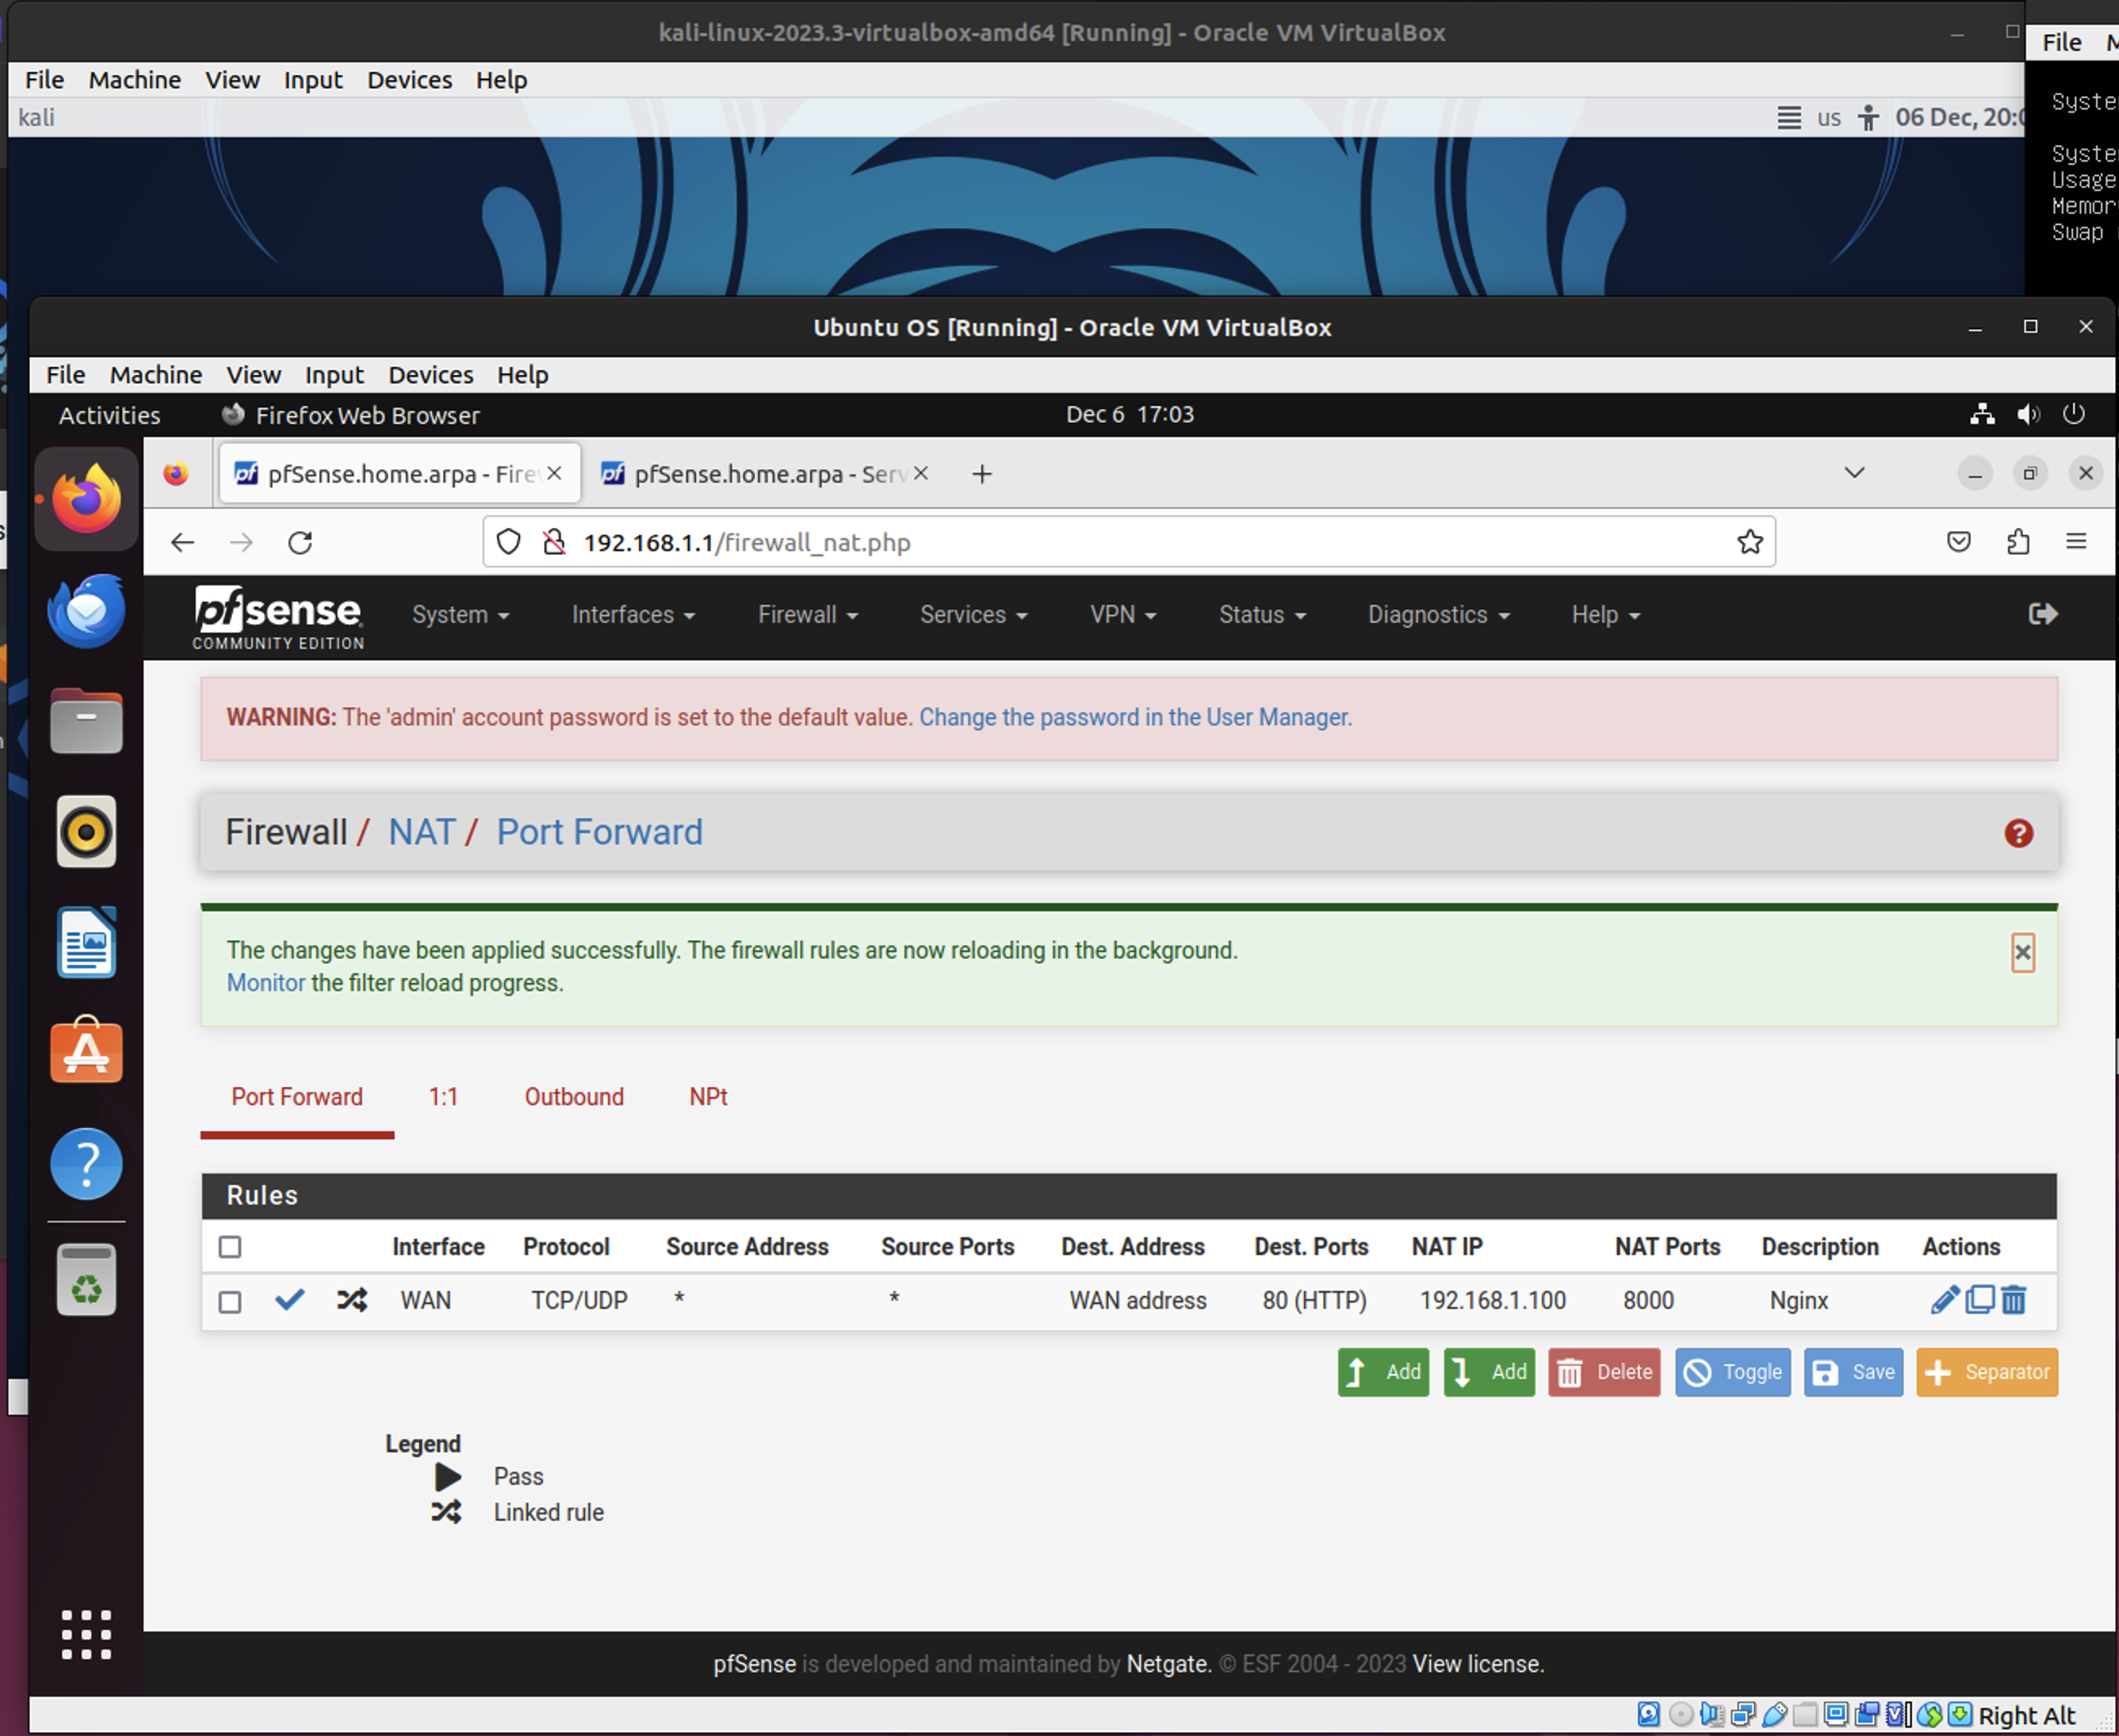 kali-linux-2023.3-virtualbox-amd64 [Running] - Oracle VM VirtualBox
File Machine View Input Devices Help
File
kali
us 06 Dec, 20:0
Syste
Syste
Usage
Memor
Swap
Ubuntu OS [Running] - Oracle VM VirtualBox
File Machine View Input Devices Help
Activities Firefox Web Browser Dec 6 17:03
pfSense.home.arpa - Fire pfSense.home.arpa - Serv
192.168.1.1/firewall_nat.php
pfsense System Interfaces Firewall Services VPN Status Diagnostics Help
COMMUNITY EDITION
WARNING: The 'admin' account password is set to the default value. Change the password in the User Manager.
Firewall / NAT / Port Forward
The changes have been applied successfully. The firewall rules are now reloading in the background.
Monitor the filter reload progress.
Port Forward 1:1 Outbound NPt
Rules
Interface Protocol Source Address Source Ports Dest. Address Dest. Ports NAT IP NAT Ports Description Actions
WAN TCP/UDP * * WAN address 80 (HTTP) 192.168.1.100 8000 Nginx
Add Add Delete Toggle Save Separator
Legend
Pass
Linked rule
pfSense is developed and maintained by Netgate. © ESF 2004 - 2023 View license.
Right Alt